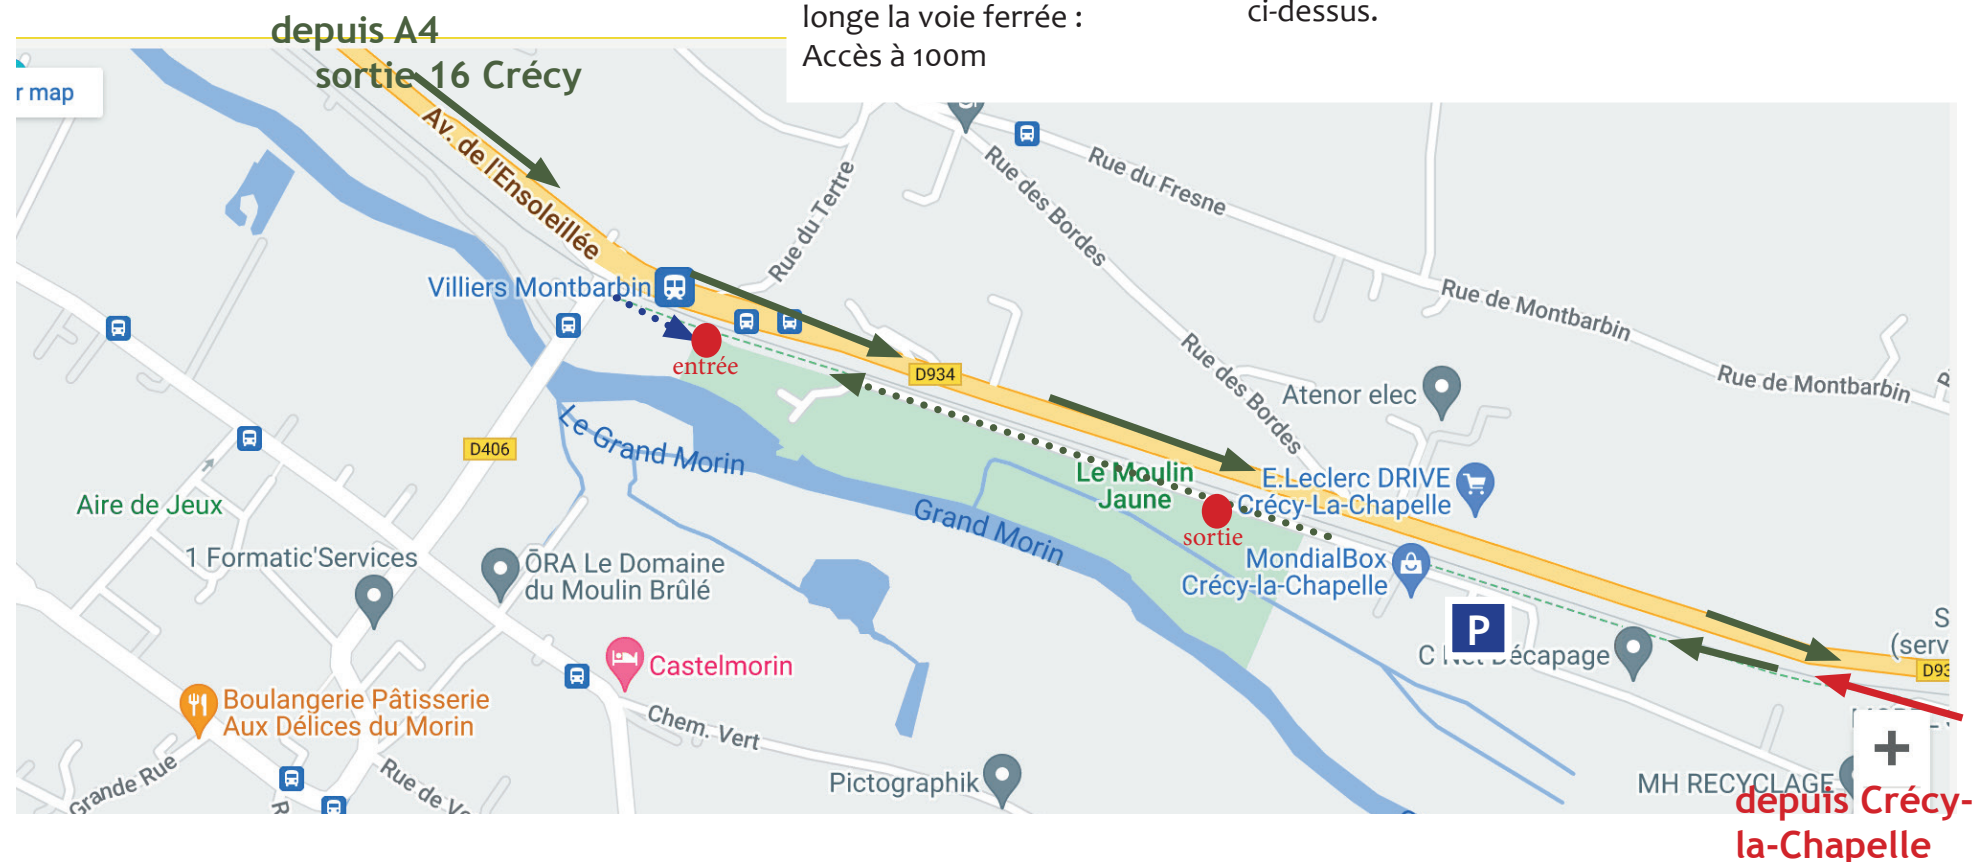 longe la voie ferrée :
Accès à 100m
ci-dessus.
depuis A4
sortie 16 Crécy
r map
Av. de l'Ensoleillée
Rue du Tertre
Rue des Bordes
Rue du Fresne
Rue de Montbarbin
Rue de Montbarbin
Rue des Bordes
Villiers Montbarbin
entrée
D934
Atenor elec
D406
Le Grand Morin
Grand Morin
Le Moulin
Jaune
E.Leclerc DRIVE
Crécy-La-Chapelle
sortie
MondialBox
Crécy-la-Chapelle
Aire de Jeux
1 Formatic'Services
ŌRA Le Domaine
du Moulin Brûlé
P
Décapage
S
(serv
D93
Castelmorin
Boulangerie Pâtisserie
Aux Délices du Morin
Chem. Vert
Grande Rue
R
Rue de Ve
Pictographik
MH RECYCLAGE
+
depuis Crécy-
la-Chapelle